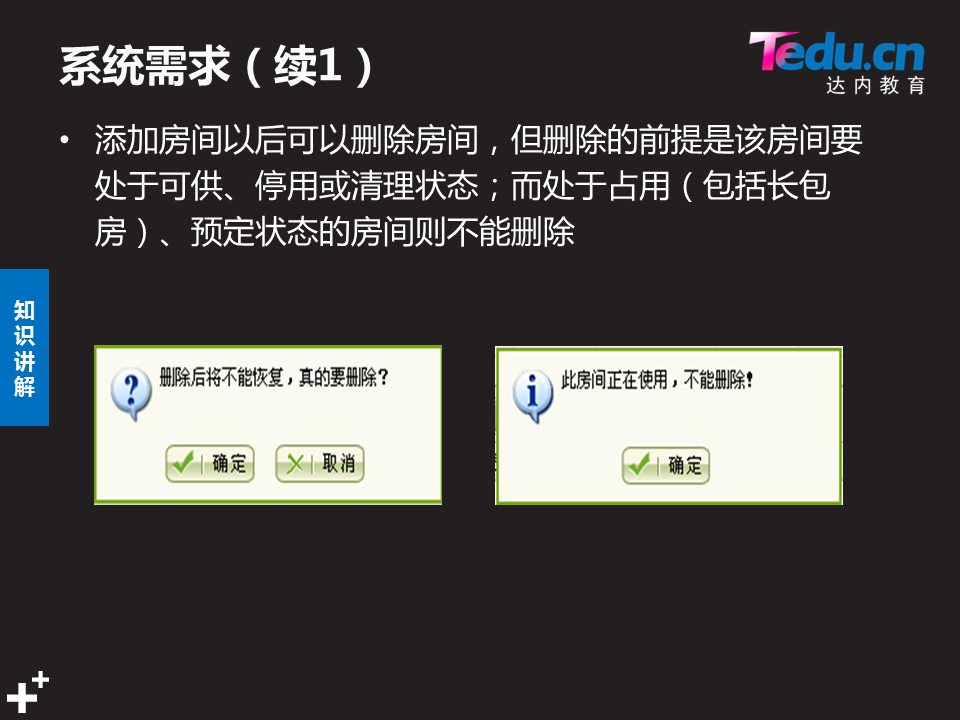 系统需求（续1）
Tedu.cn
达内教育
• 添加房间以后可以删除房间，但删除的前提是该房间要
处于可供、停用或清理状态；而处于占用（包括长包
房）、预定状态的房间则不能删除
知识讲解
删除后将不能恢复，真的要删除？
确定 取消
此房间正在使用，不能删除！
确定